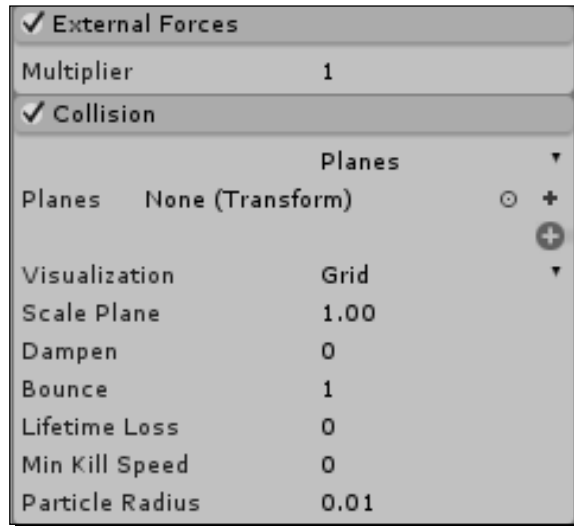 External Forces
Multiplier 1
Collision
Planes
Planes None (Transform)
Visualization Grid
Scale Plane 1.00
Dampen 0
Bounce 1
Lifetime Loss 0
Min Kill Speed 0
Particle Radius 0.01